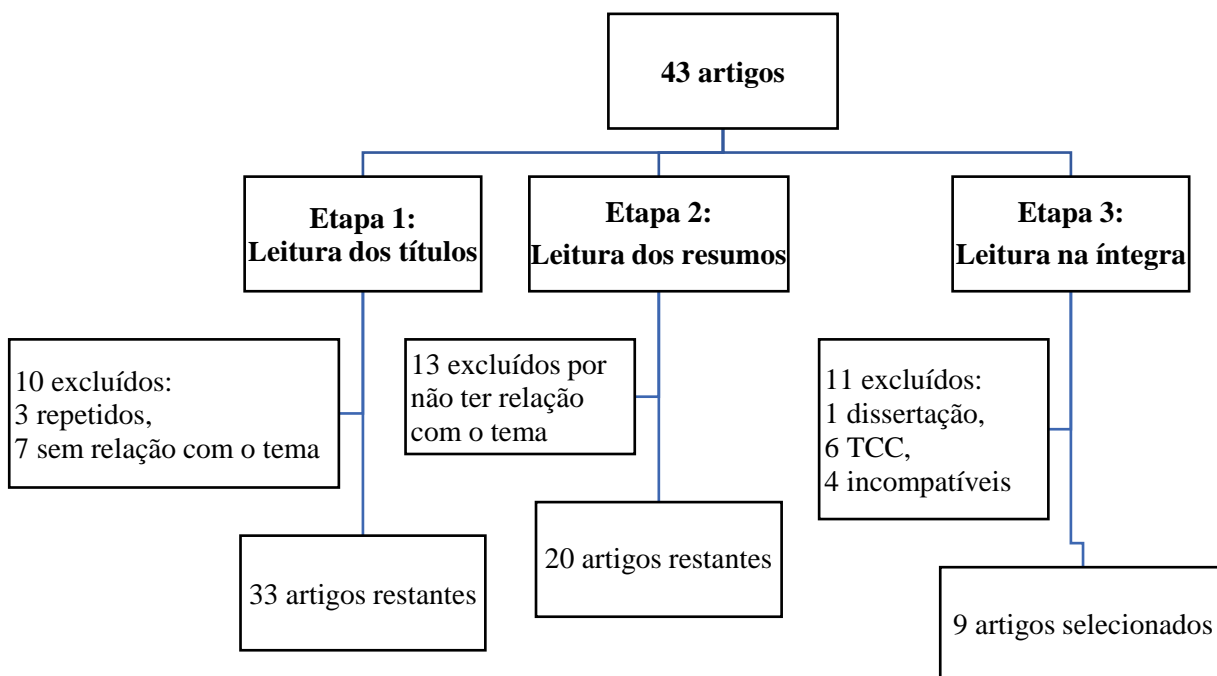 43 artigos
Etapa 1:
Leitura dos títulos
Etapa 2:
Leitura dos resumos
Etapa 3:
Leitura na íntegra
10 excluídos:
3 repetidos,
7 sem relação com o tema
13 excluídos por
não ter relação
com o tema
11 excluídos:
1 dissertação,
6 TCC,
4 incompatíveis
33 artigos restantes
20 artigos restantes
9 artigos selecionados